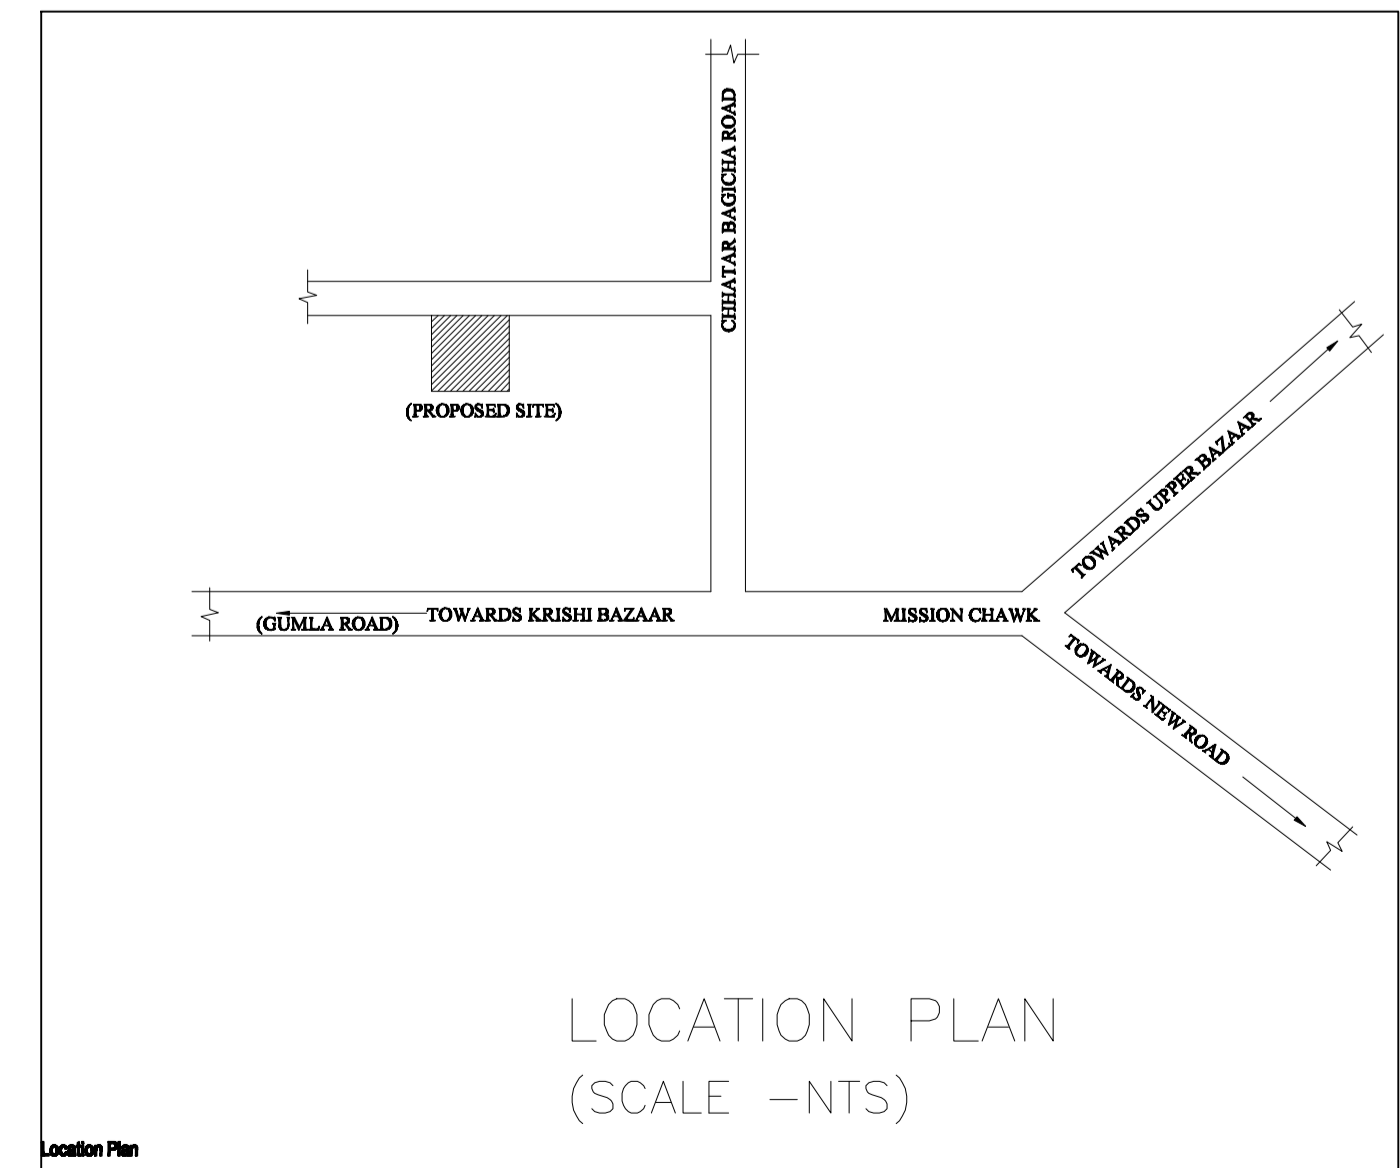 CHHATAR BAGICHA ROAD
(PROPOSED SITE)
TOWARDS UPPER BAZAAR
TOWARDS KRISHI BAZAAR
(GUMLA ROAD)
MISSION CHAWK
TOWARDS NEW ROAD
LOCATION PLAN
(SCALE -NTS)
Location Plan